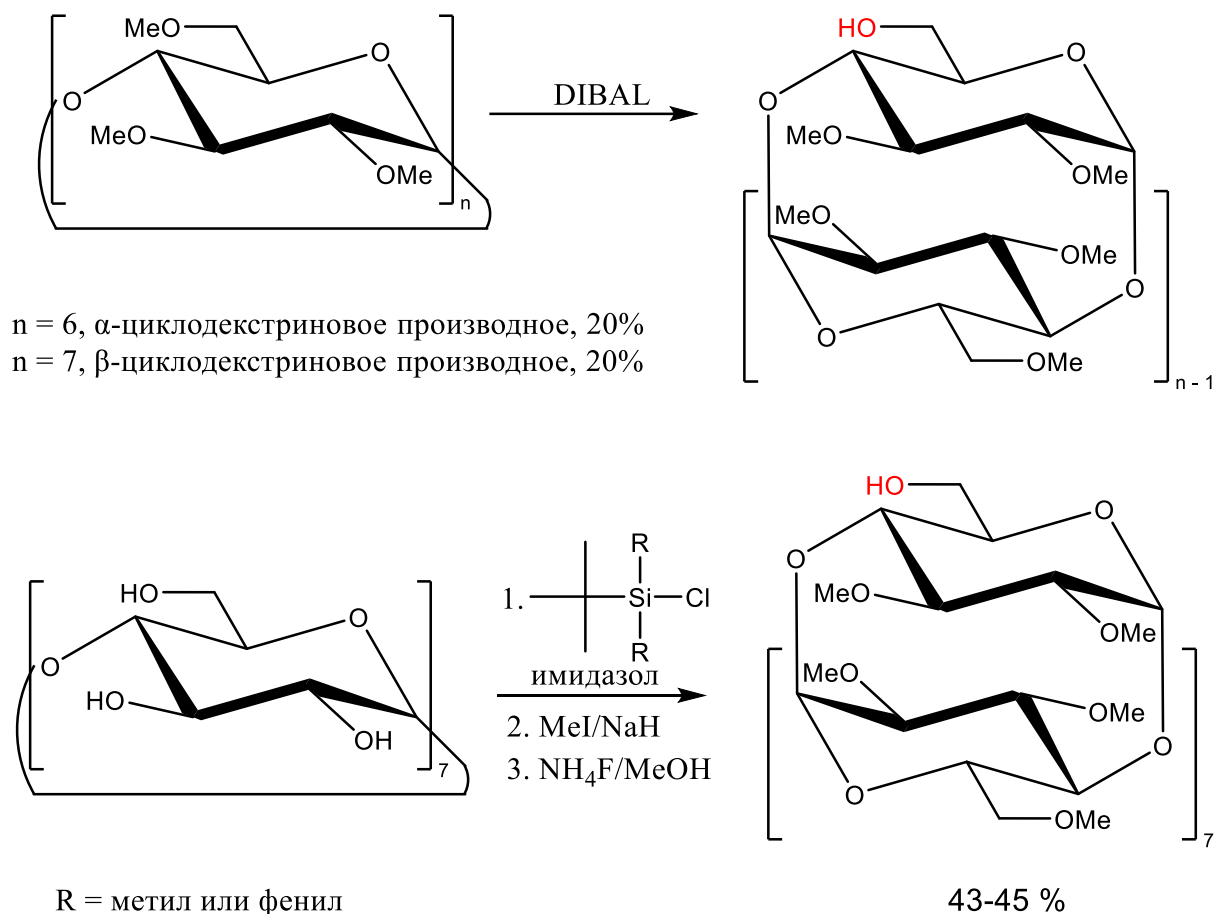 MeO
O
O
MeO
OMe
n
DIBAL
HO
O
O
MeO
OMe
MeO
OMe
O
O
OMe
n - 1
n = 6, α-циклодекстриновое производное, 20%
n = 7, β-циклодекстриновое производное, 20%
HO
O
O
HO
OH
7
R
1.
Si
Cl
R
имидазол
2. MeI/NaH
3. NH₄F/MeOH
HO
O
O
MeO
OMe
MeO
OMe
O
O
OMe
7
R = метил или фенил
43-45 %